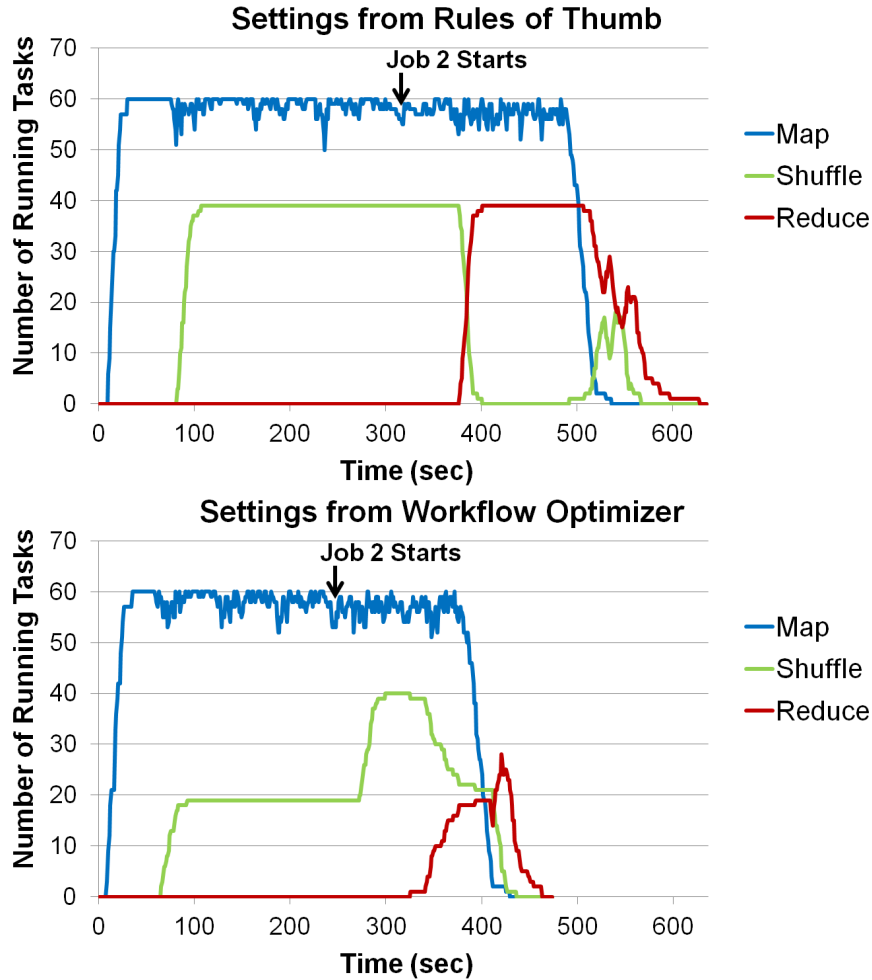 Settings from Rules of Thumb
Job 2 Starts
Number of Running Tasks
70
60
50
40
30
20
10
0
0 100 200 300 400 500 600
Time (sec)
Map
Shuffle
Reduce
Settings from Workflow Optimizer
Job 2 Starts
Number of Running Tasks
70
60
50
40
30
20
10
0
0 100 200 300 400 500 600
Time (sec)
Map
Shuffle
Reduce